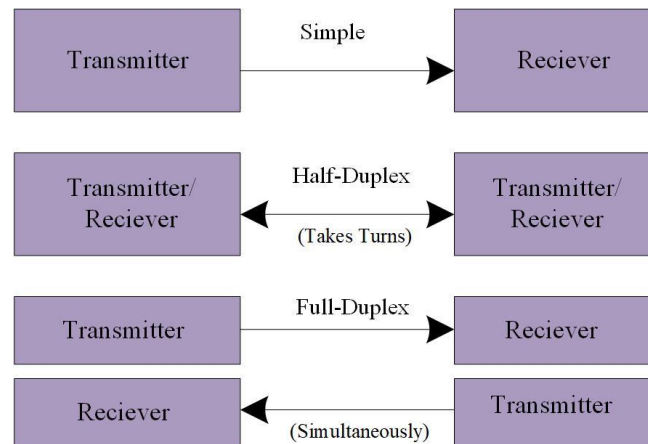 Simple
Transmitter
Reciever
Half-Duplex
Transmitter/
Reciever
Transmitter/
Reciever
(Takes Turns)
Full-Duplex
Transmitter
Reciever
Reciever
Transmitter
(Simultaneously)